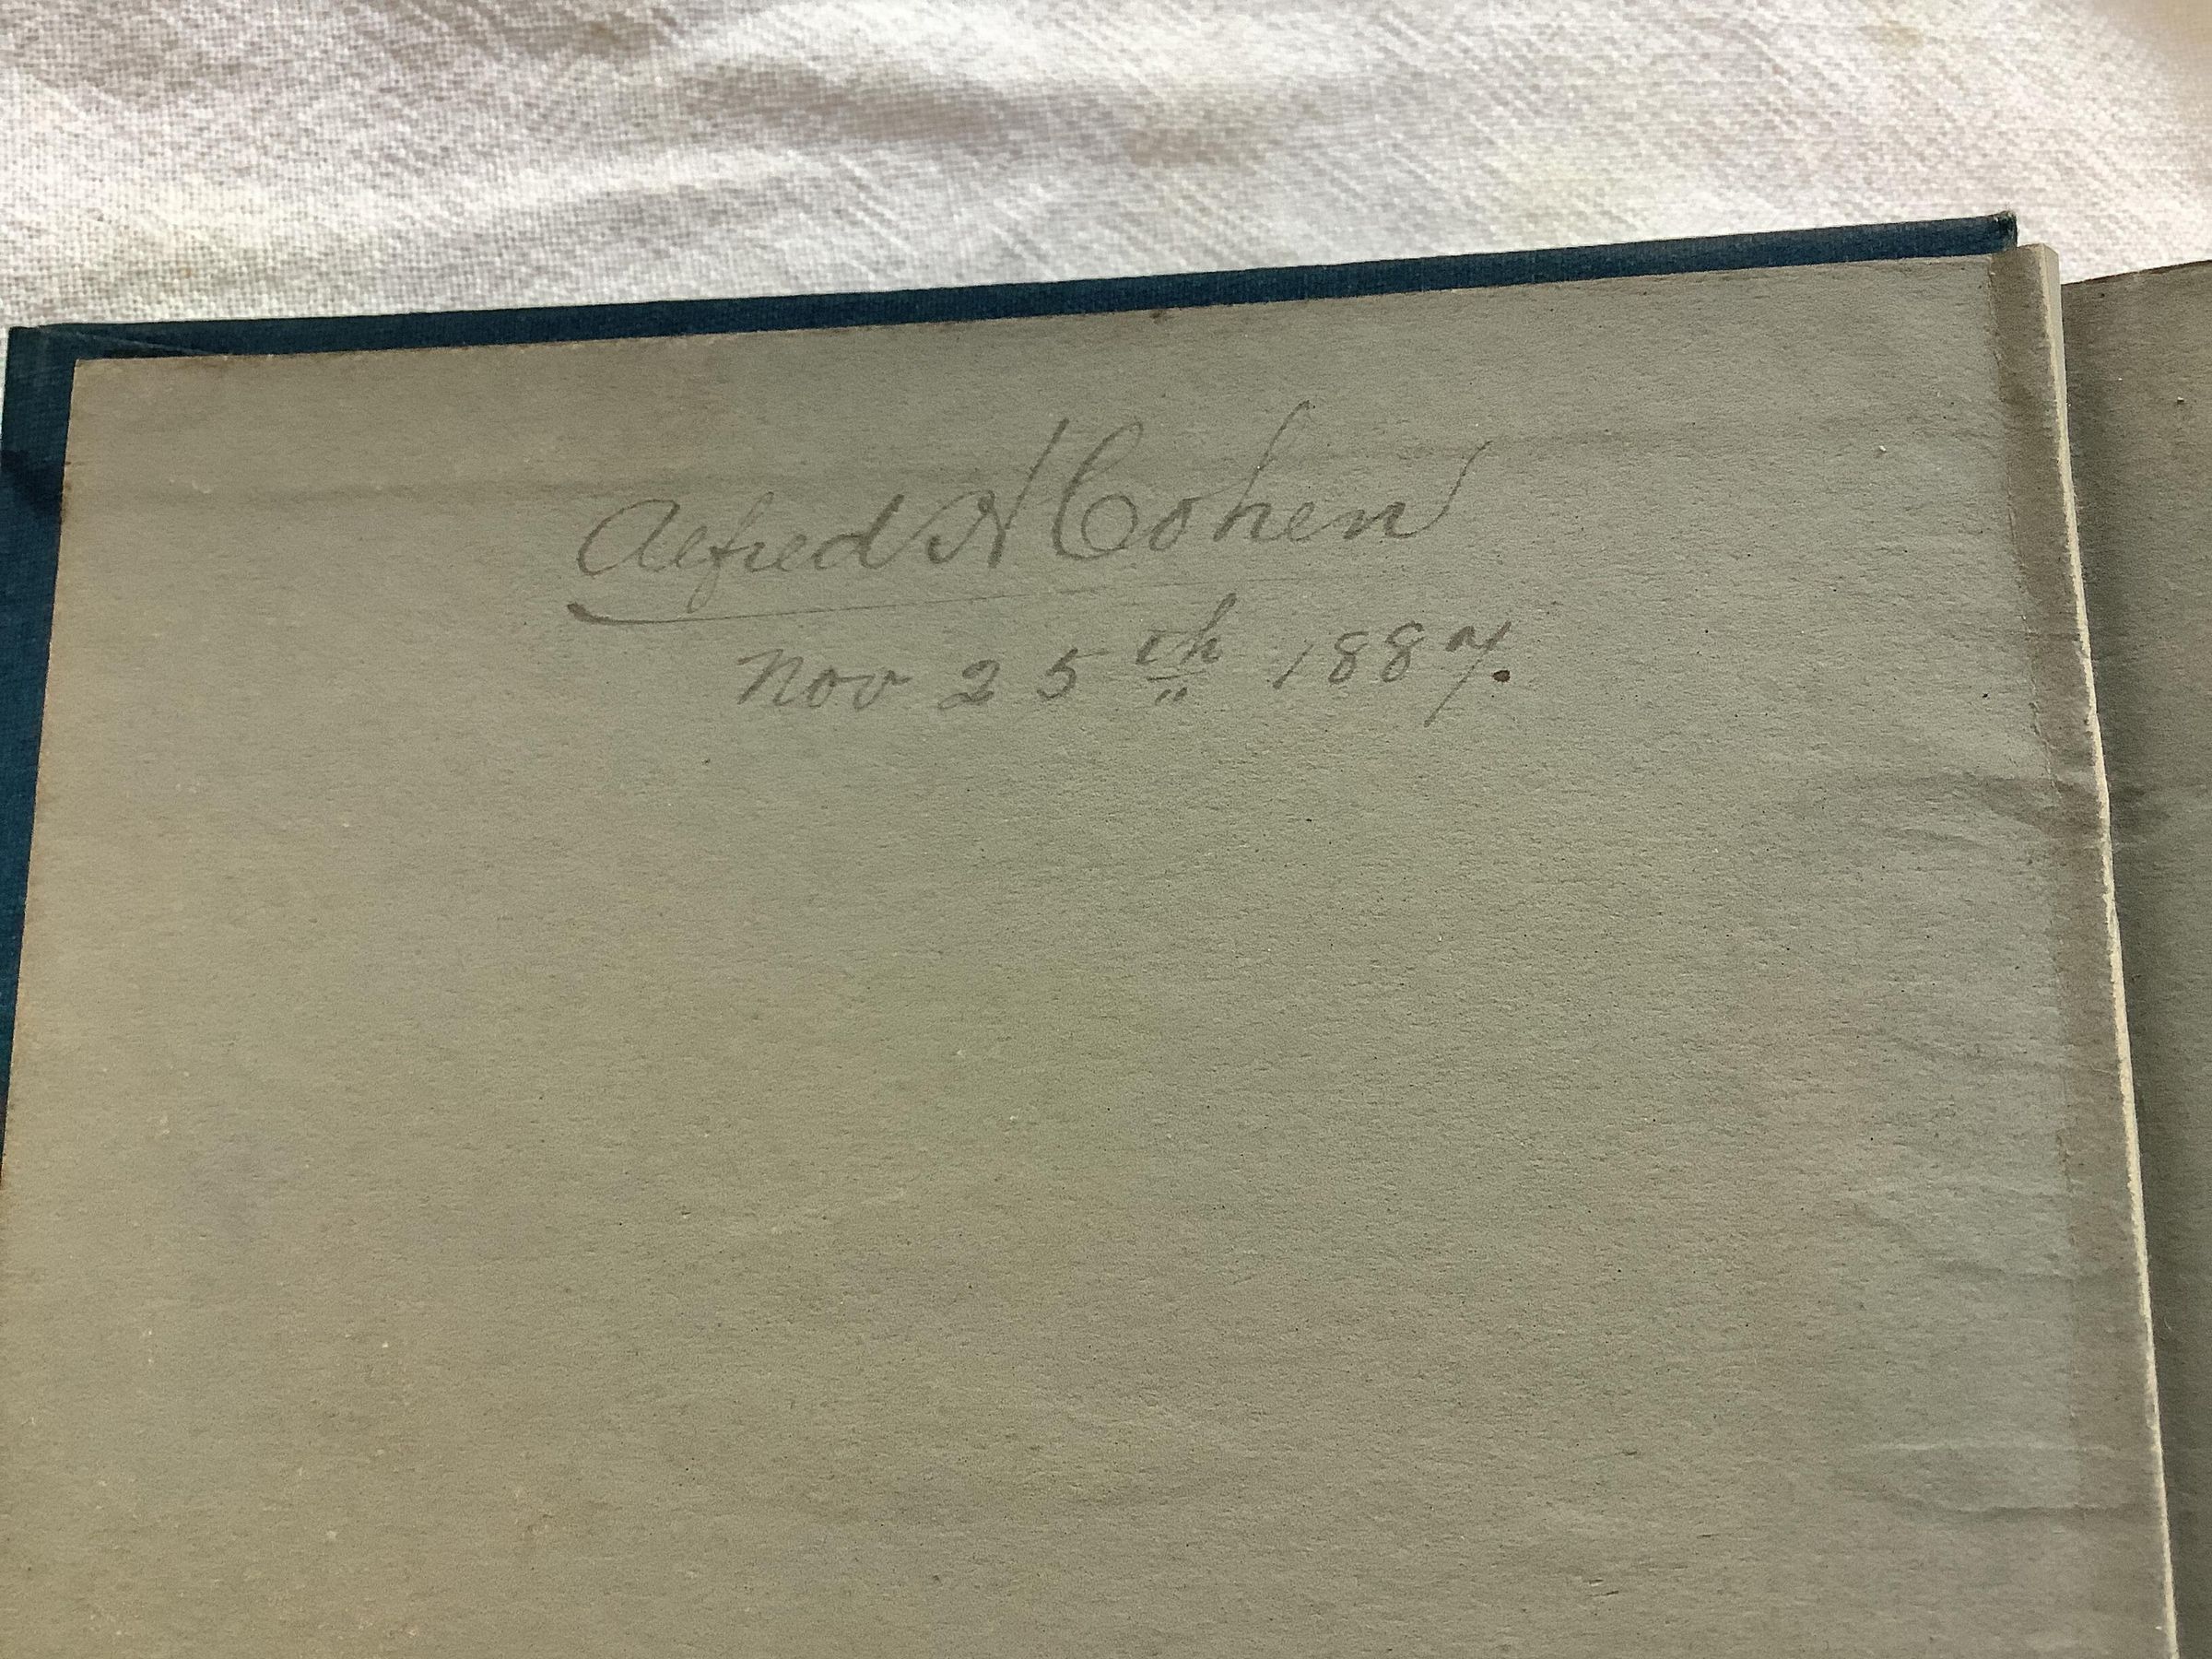 Alfred H Cohen
Nov 25th 1887.